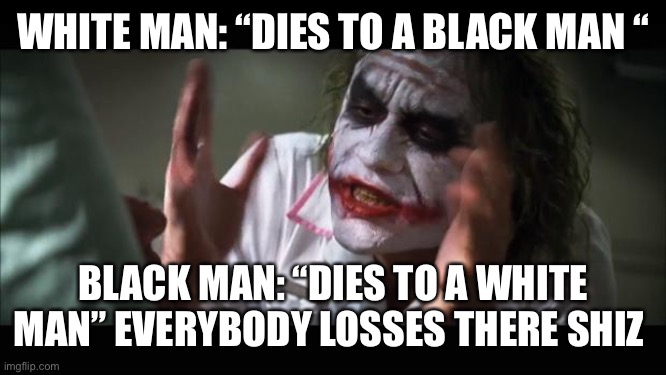 WHITE MAN: “DIES TO A BLACK MAN “
BLACK MAN: “DIES TO A WHITE
MAN” EVERYBODY LOSSES THERE SHIZ
imgflip.com